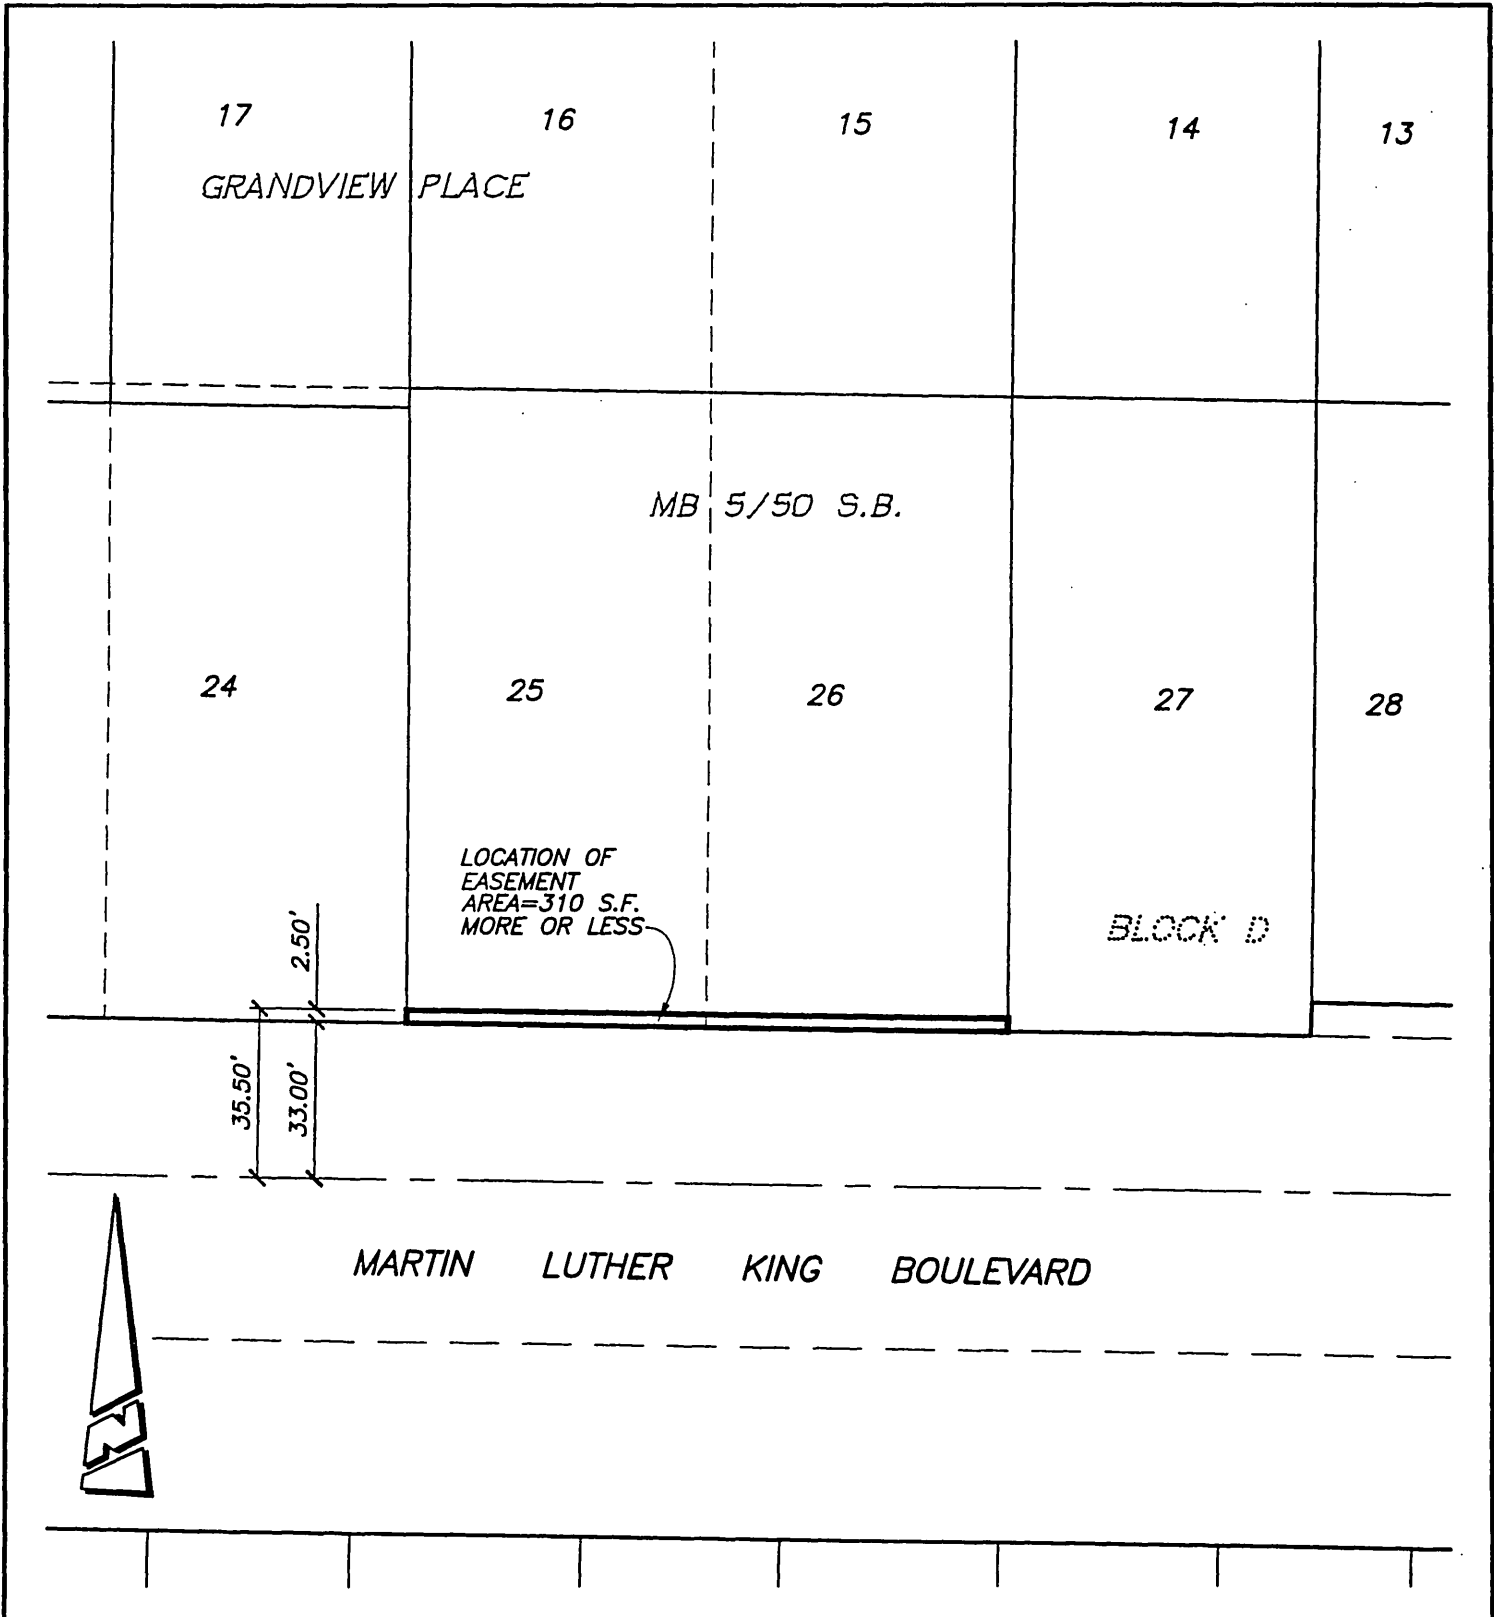 17
16
15
14
13
GRANDVIEW PLACE
MB 5/50 S.B.
24
25
26
27
28
LOCATION OF
EASEMENT
AREA=310 S.F.
MORE OR LESS
BLOCK D
2.50'
35.50'
33.00'
MARTIN LUTHER KING BOULEVARD
N